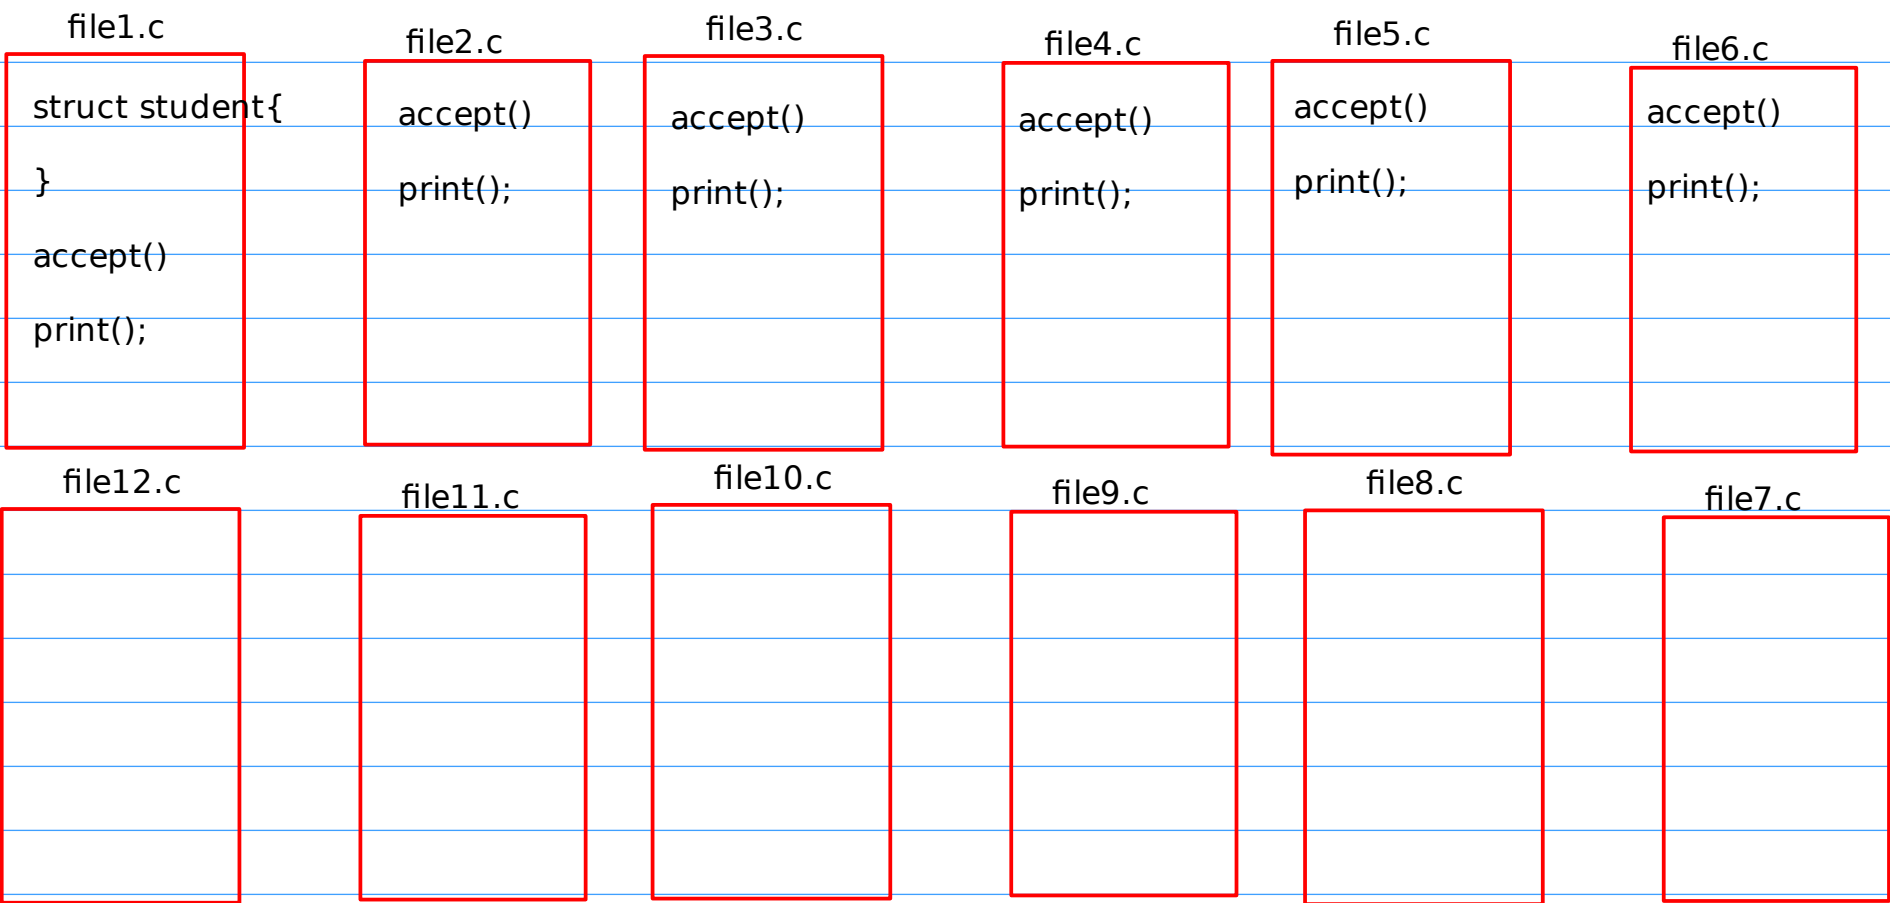 file1.c
struct student{
}
accept()
print();
file2.c
accept()
print();
file3.c
accept()
print();
file4.c
accept()
print();
file5.c
accept()
print();
file6.c
accept()
print();
file12.c
file11.c
file10.c
file9.c
file8.c
file7.c